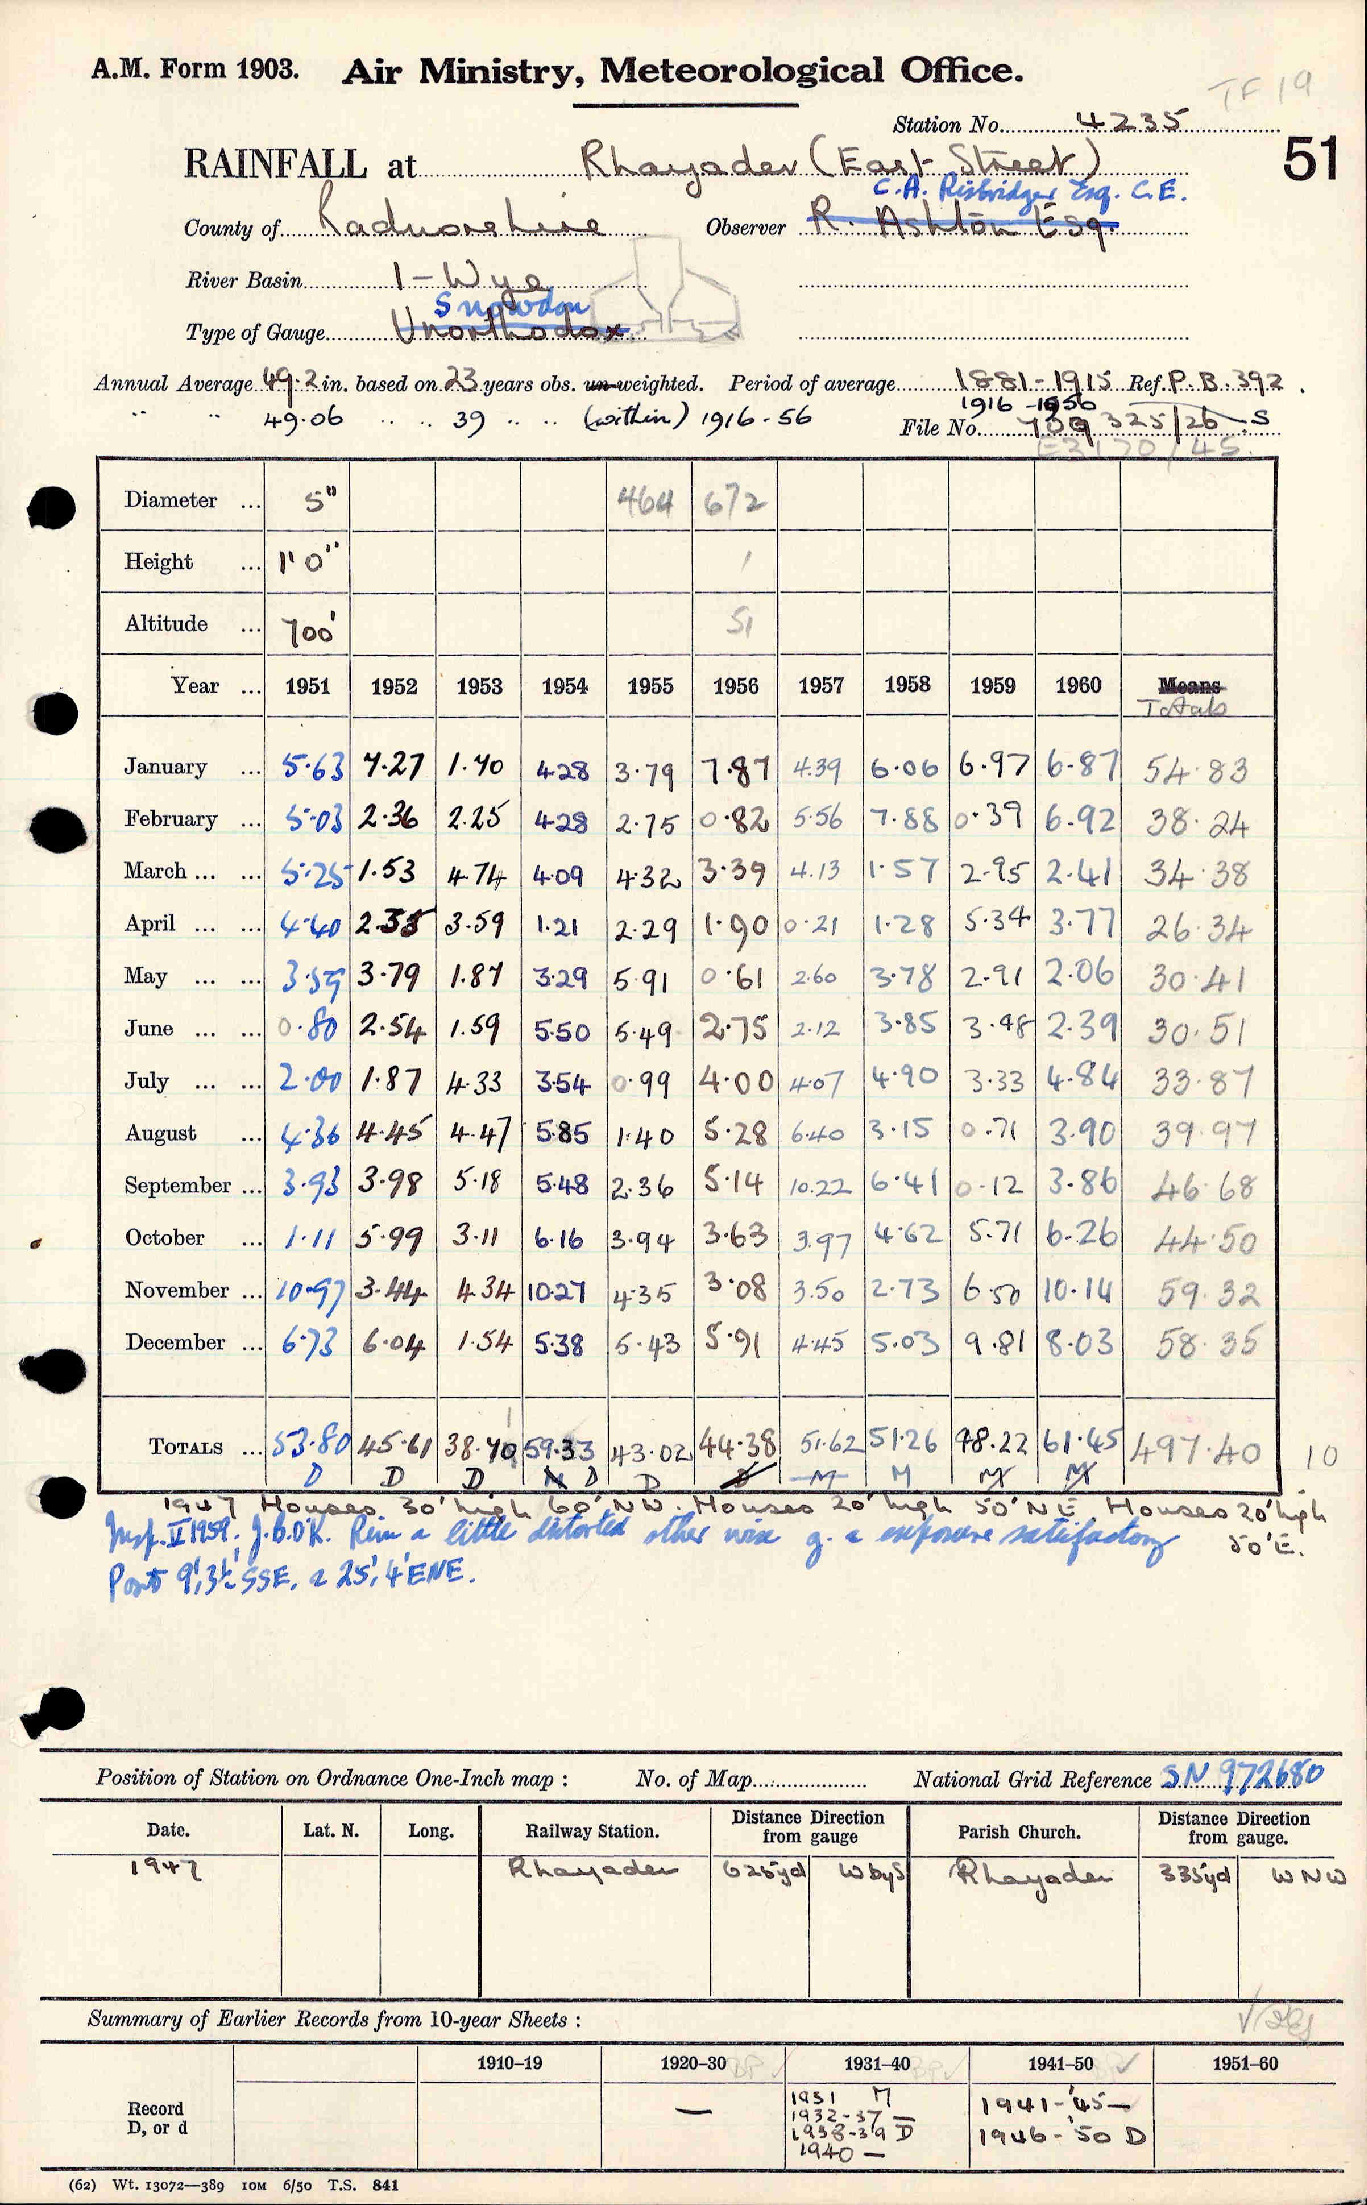 TF 19
A.M. Form 1903. Air Ministry, Meteorological Office.
Station No. 4235
51
RAINFALL at Rhayader (East Street)
C.A. Risbridger Esq. C.E.
County of Radnorshire Observer R. Ashton Esq.
River Basin 1 - Wye
Snowdon
Type of Gauge Unorthodox
Annual Average 49.2 in. based on 23 years obs. un-weighted. Period of average 1881-1915 Ref. P.B. 392.
1916-1956
" " 49.06 .. .. 39 .. .. (within) 1916-56 File No. 709 325/26 .S
E3170/45.
Diameter ... 5" 464 672
Height ... 1' 0" 1
Altitude ... 700' 51
Year ... 1951 1952 1953 1954 1955 1956 1957 1958 1959 1960 Means
Totals
January ... 5.63 7.27 1.70 4.28 3.79 7.87 4.39 6.06 6.97 6.87 54.83
February ... 5.03 2.36 2.25 4.28 2.75 0.82 5.56 7.88 0.39 6.92 38.24
March ... ... 5.25 1.53 4.74 4.09 4.32 3.39 4.13 1.57 2.95 2.41 34.38
April ... ... 4.40 2.35 3.59 1.21 2.29 1.90 0.21 1.28 5.34 3.77 26.34
May ... ... 3.59 3.79 1.87 3.29 5.91 0.61 2.60 3.78 2.91 2.06 30.41
June ... ... 0.80 2.54 1.59 5.50 5.49 2.75 2.12 3.85 3.48 2.39 30.51
July ... ... 2.00 1.87 4.33 3.54 0.99 4.00 4.07 4.90 3.33 4.84 33.87
August ... 4.36 4.45 4.47 5.85 1.40 5.28 6.40 3.15 0.71 3.90 39.97
September ... 3.93 3.98 5.18 5.48 2.36 5.14 10.22 6.41 0.12 3.86 46.68
October ... 1.11 5.99 3.11 6.16 3.94 3.63 3.97 4.62 5.71 6.26 44.50
November ... 10.97 3.44 4.34 10.27 4.35 3.08 3.50 2.73 6.50 10.14 59.32
December ... 6.73 6.04 1.54 5.38 5.43 5.91 4.45 5.03 9.81 8.03 58.35
TOTALS ... 53.80 45.61 38.70 59.33 43.02 44.38 51.62 51.26 48.22 61.45 497.40 10
D D D D D D M M M M
1947 Houses 30' high 60' NW. Houses 20' high 50' NE Houses 20' high
50' E.
Insp. V 1959. J.B.O'K. Rim a little distorted other wise g. & exposure satisfactory
Posts 9', 3½' SSE. & 25', 4' ENE.
Position of Station on Ordnance One-Inch map : No. of Map National Grid Reference SN 972680
Date. Lat. N. Long. Railway Station. Distance Direction from gauge Parish Church. Distance Direction from gauge.
1947 Rhayader 625yd W by S Rhayader 335yd WNW
Summary of Earlier Records from 10-year Sheets :
1910–19 1920–30 1931–40 1941–50 1951–60
Record
D, or d
—
1931 M
1932-37 —
1938-39 D
1940 —
1941-'45 —
1946-'50 D
(62) Wt. 13072—389 10M 6/50 T.S. 841